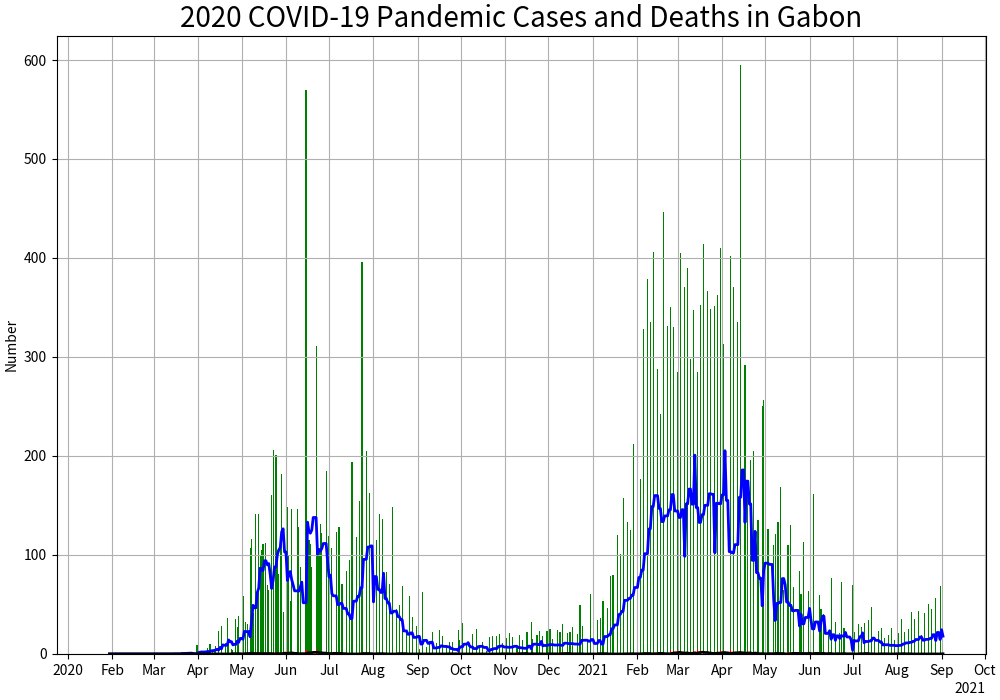 2020 COVID-19 Pandemic Cases and Deaths in Gabon
Number
600
500
400
300
200
100
0
2020 Feb Mar Apr May Jun Jul Aug Sep Oct Nov Dec 2021 Feb Mar Apr May Jun Jul Aug Sep Oct
2021